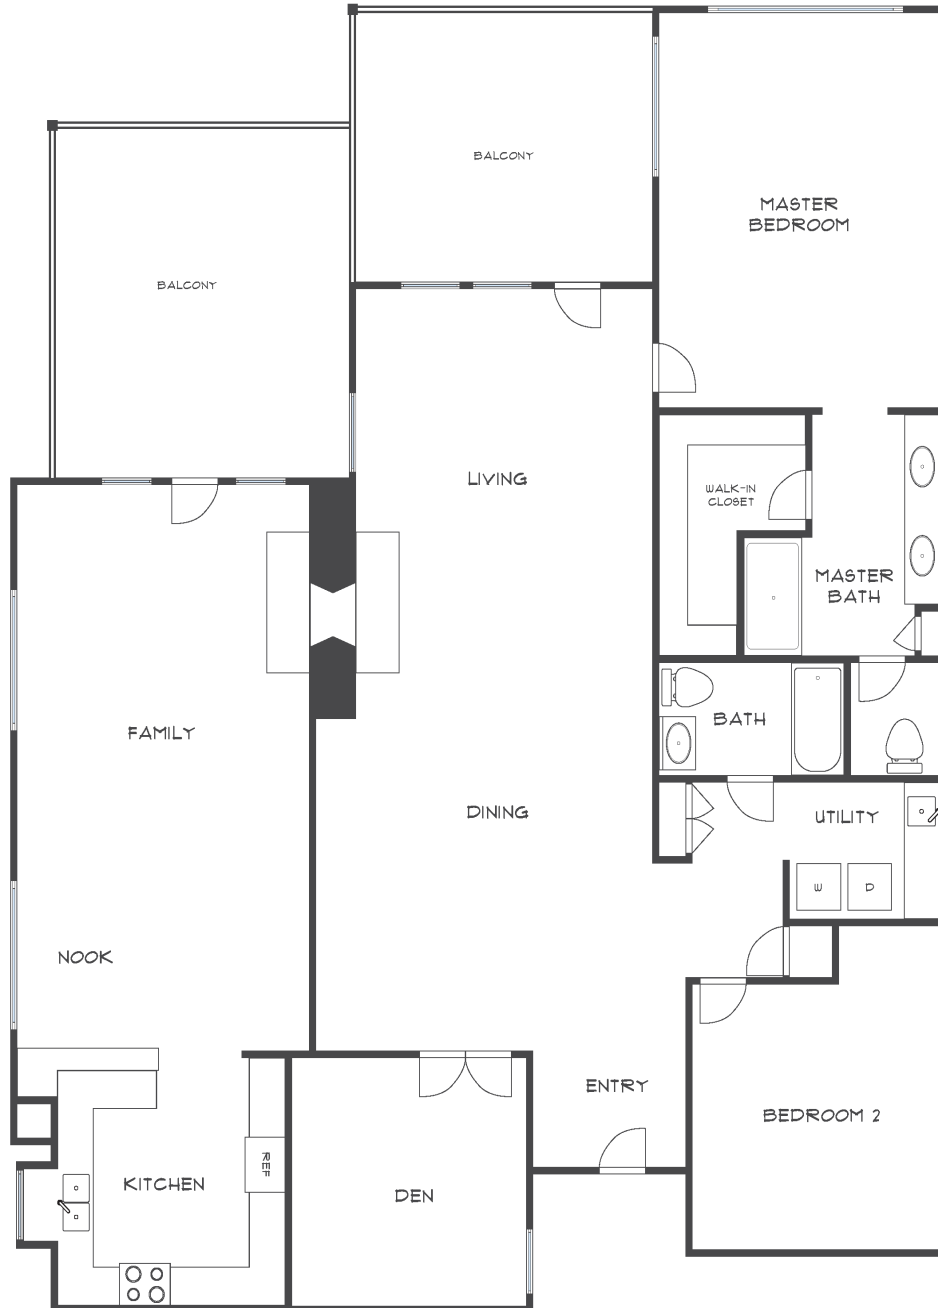 BALCONY
MASTER
BEDROOM
BALCONY
LIVING
WALK-IN
CLOSET
MASTER
BATH
BATH
FAMILY
DINING
UTILITY
W
D
NOOK
ENTRY
BEDROOM 2
REF
KITCHEN
DEN